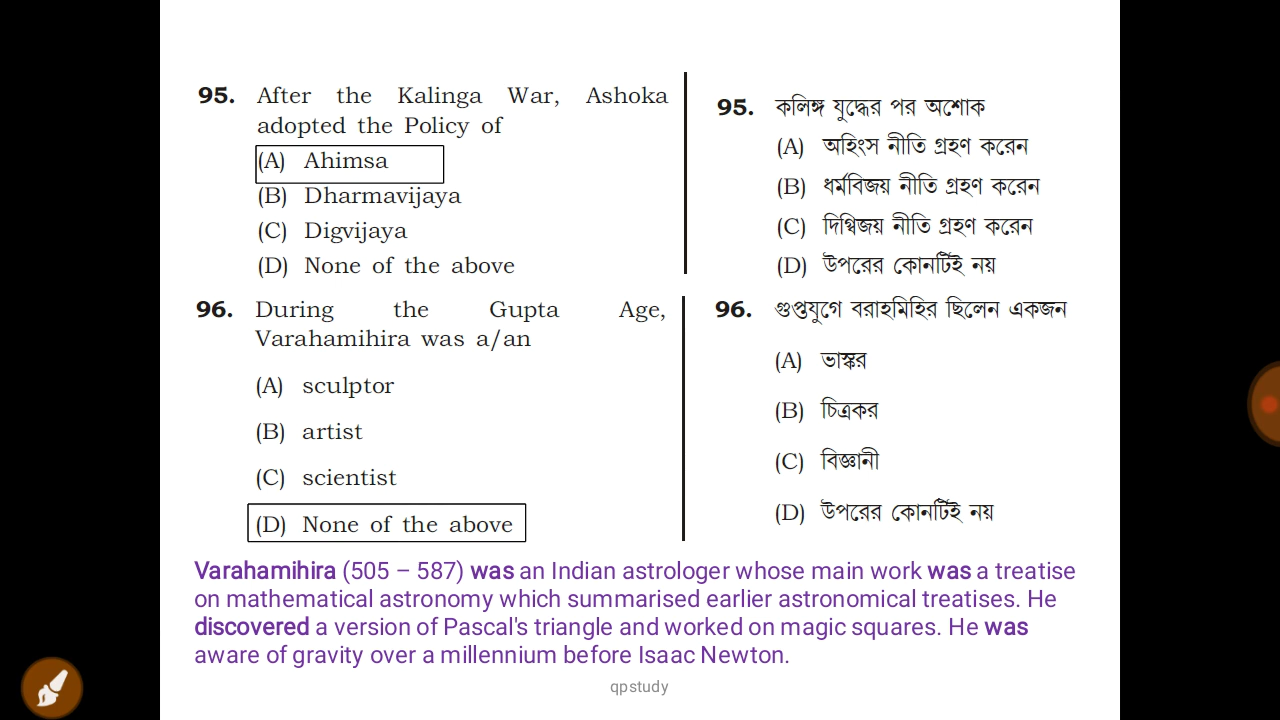 95. After the Kalinga War, Ashoka
adopted the Policy of
(A) Ahimsa
(B) Dharmavijaya
(C) Digvijaya
(D) None of the above
96. During the Gupta Age,
Varahamihira was a/an
(A) sculptor
(B) artist
(C) scientist
(D) None of the above
95. কলিঙ্গ যুদ্ধের পর অশোক
(A) অহিংস নীতি গ্রহণ করেন
(B) ধর্মবিজয় নীতি গ্রহণ করেন
(C) দিগ্বিজয় নীতি গ্রহণ করেন
(D) উপরের কোনটিই নয়
96. গুপ্তযুগে বরাহমিহির ছিলেন একজন
(A) ভাস্কর
(B) চিত্রকর
(C) বিজ্ঞানী
(D) উপরের কোনটিই নয়
Varahamihira (505 – 587) was an Indian astrologer whose main work was a treatise
on mathematical astronomy which summarised earlier astronomical treatises. He
discovered a version of Pascal's triangle and worked on magic squares. He was
aware of gravity over a millennium before Isaac Newton.
qpstudy